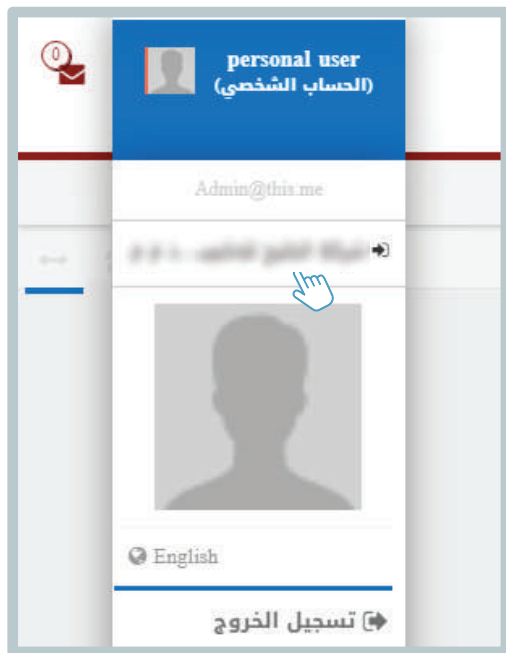 0
personal user
(الحساب الشخصي)
Admin@this.me
English
تسجيل الخروج